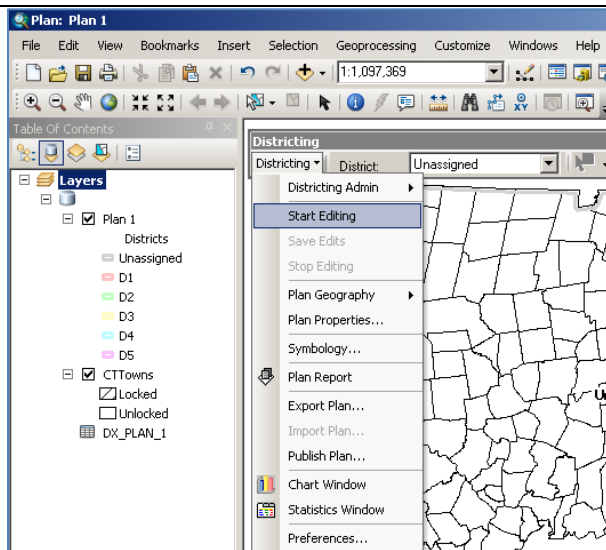 Plan: Plan 1
File Edit View Bookmarks Insert Selection Geoprocessing Customize Windows Help
1:1,097,369
Table Of Contents
Layers
Plan 1
Districts
Unassigned
D1
D2
D3
D4
D5
CTTowns
Locked
Unlocked
DX_PLAN_1
Districting
Districting District: Unassigned
Districting Admin
Start Editing
Save Edits
Stop Editing
Plan Geography
Plan Properties...
Symbology...
Plan Report
Export Plan...
Import Plan...
Publish Plan...
Chart Window
Statistics Window
Preferences...